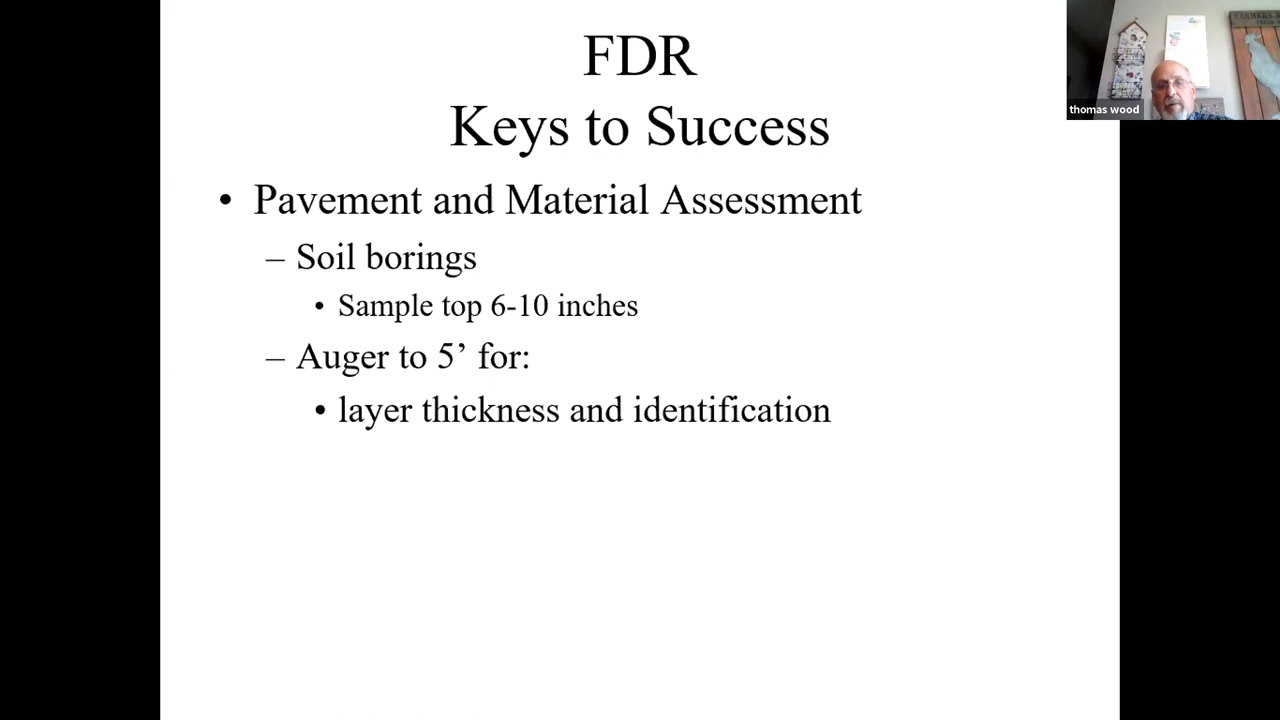 FDR
Keys to Success
• Pavement and Material Assessment
– Soil borings
• Sample top 6-10 inches
– Auger to 5’ for:
• layer thickness and identification
thomas wood